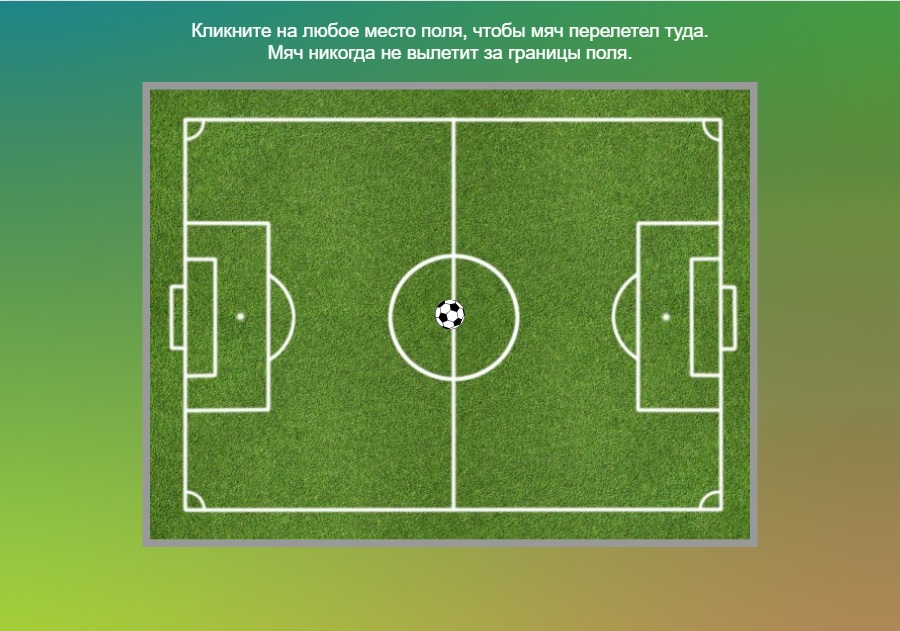 Кликните на любое место поля, чтобы мяч перелетел туда.
Мяч никогда не вылетит за границы поля.